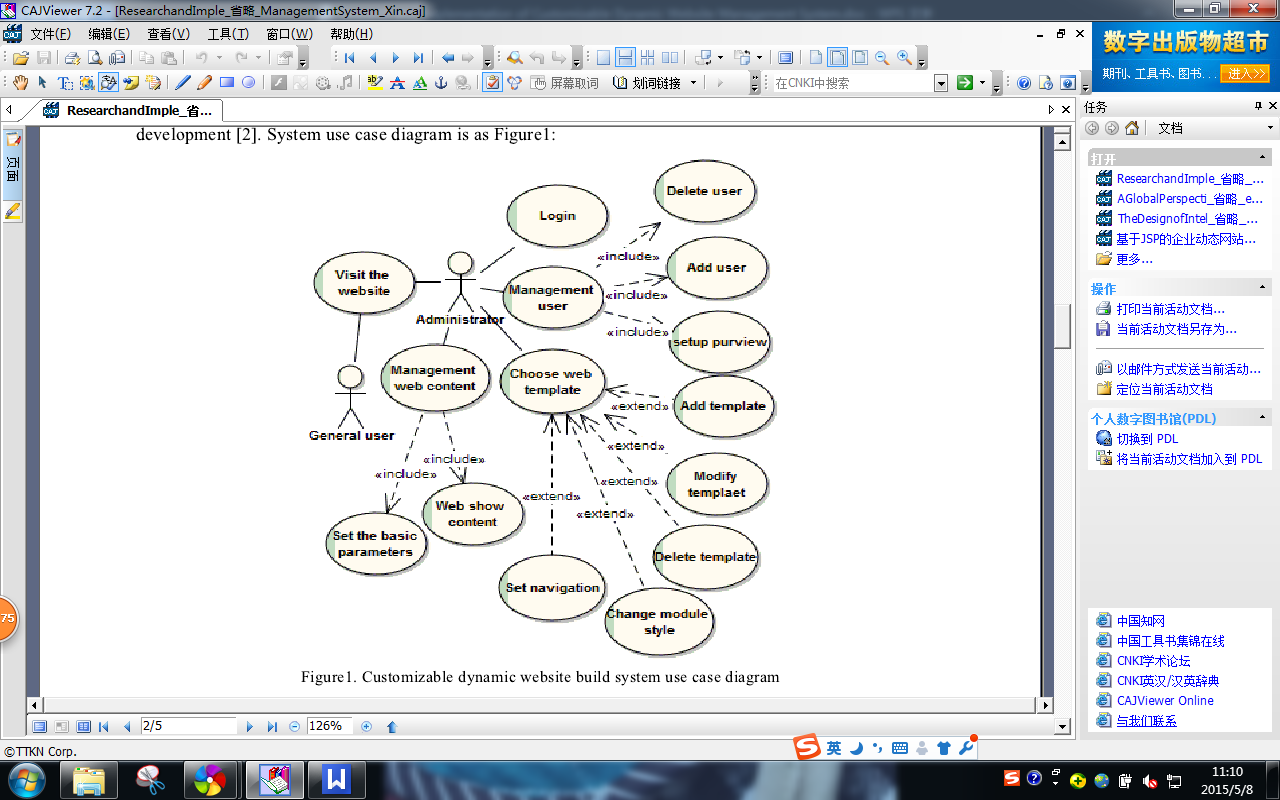 CAJViewer 7.2 - [ResearchandImple_省略_ManagementSystem_Xin.caj]
文件(F) 编辑(E) 查看(V) 工具(T) 窗口(W) 帮助(H)
数字出版物超市
期刊、工具书、图书... 进入>>
屏幕取词 划词链接 在CNKI中搜索
ResearchandImple_省...
任务
文档
页面
development [2]. System use case diagram is as Figure1:
Delete user
Login
«include»
Add user
Visit the
website
Management
user
«include»
Administrator
«include»
setup purview
Management
web content
Choose web
template
«extend»
Add template
General user
«extend»
«include»
«include»
«extend»
Modify
templaet
«extend»
«extend»
Web show
content
Set the basic
parameters
Delete template
Set navigation
Change module
style
Figure1. Customizable dynamic website build system use case diagram
打开
ResearchandImple_省略_...
AGlobalPerspecti_省略_e...
TheDesignofIntel_省略_...
基于JSP的企业动态网站...
更多...
操作
打印当前活动文档...
当前活动文档另存为...
以邮件方式发送当前活动...
定位当前活动文档
个人数字图书馆(PDL)
切换到 PDL
将当前活动文档加入到 PDL
中国知网
中国工具书集锦在线
CNKI学术论坛
CNKI英汉/汉英辞典
CAJViewer Online
与我们联系
75
2/5 126%
©TTKN Corp.
英
11:10
2015/5/8